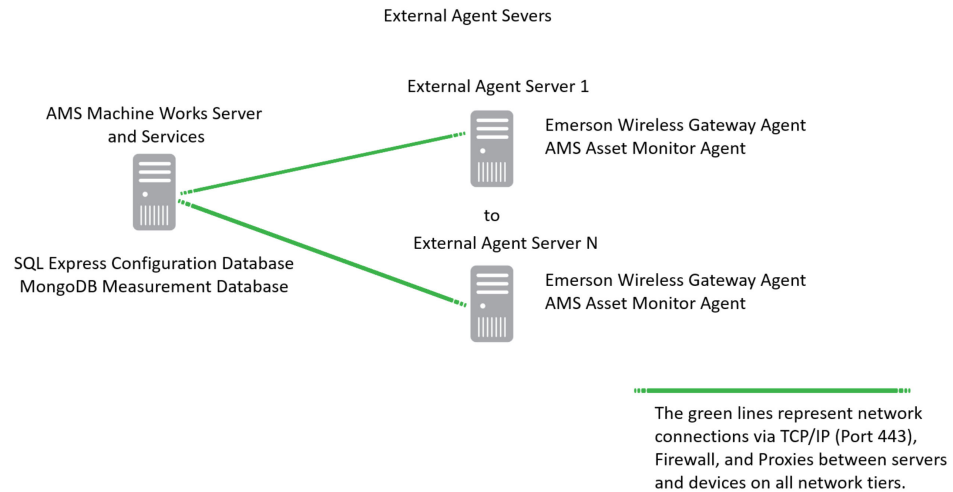 External Agent Severs
External Agent Server 1
AMS Machine Works Server
and Services
Emerson Wireless Gateway Agent
AMS Asset Monitor Agent
to
External Agent Server N
SQL Express Configuration Database
MongoDB Measurement Database
Emerson Wireless Gateway Agent
AMS Asset Monitor Agent
The green lines represent network
connections via TCP/IP (Port 443),
Firewall, and Proxies between servers
and devices on all network tiers.